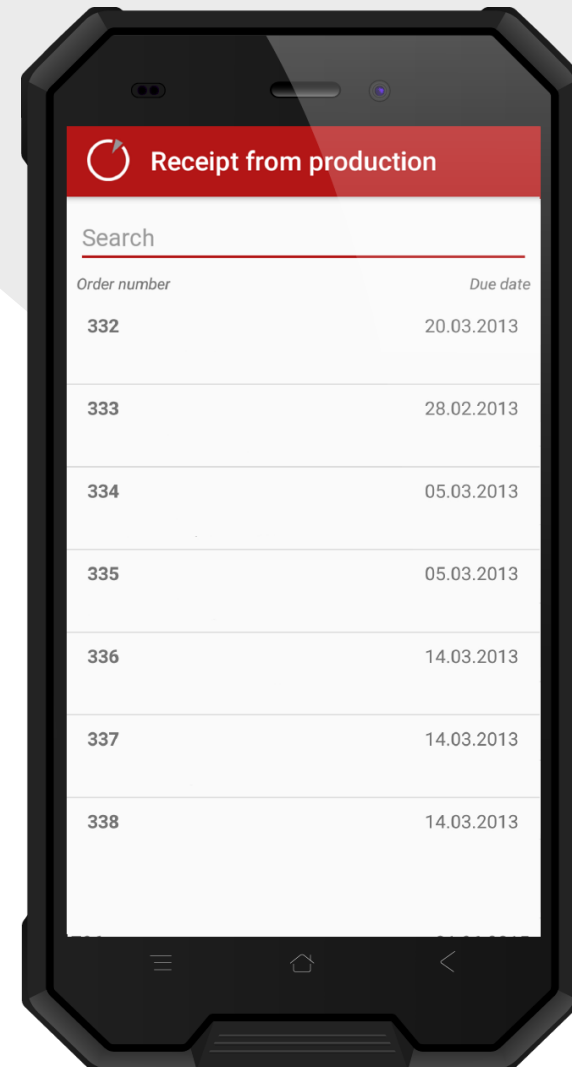 Receipt from production
Search
Order number Due date
332 20.03.2013
333 28.02.2013
334 05.03.2013
335 05.03.2013
336 14.03.2013
337 14.03.2013
338 14.03.2013